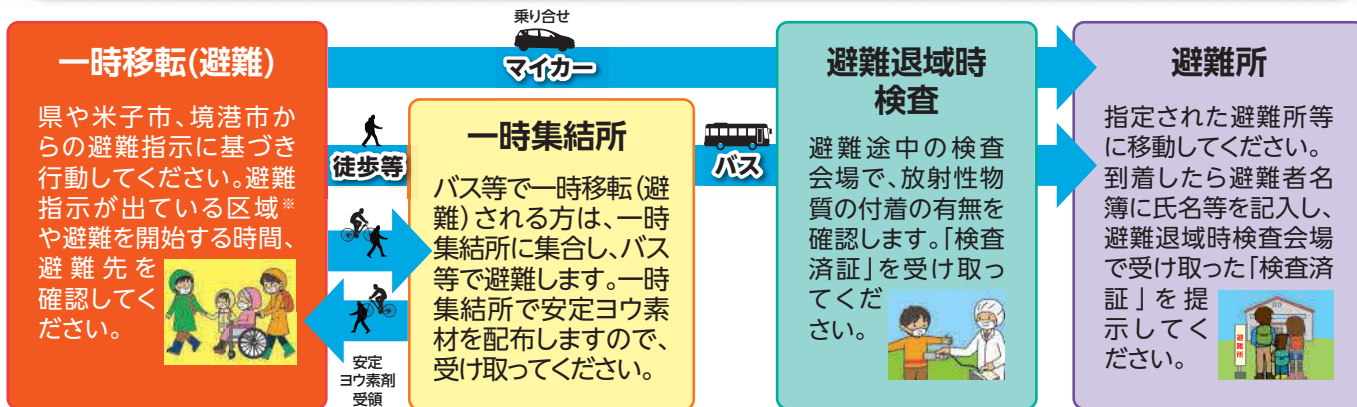 一時移転(避難)
県や米子市、境港市か
らの避難指示に基づき
行動してください。避難
指示が出ている区域※
や避難を開始する時間、
避難先を
確認してく
ださい。
乗り合せ
マイカー
徒歩等
安定
ヨウ素剤
受領
一時集結所
バス等で一時移転(避
難)される方は、一時
集結所に集合し、バス
等で避難します。一時
集結所で安定ヨウ素
材を配布しますので、
受け取ってください。
バス
避難退域時
検査
避難途中の検査
会場で、放射性物
質の付着の有無を
確認します。「検査
済証」を受け取っ
てくだ
さい。
避難所
指定された避難所等
に移動してください。
到着したら避難者名
簿に氏名等を記入し、
避難退域時検査会場
で受け取った「検査済
証」を提
示してく
ださい。
避難所